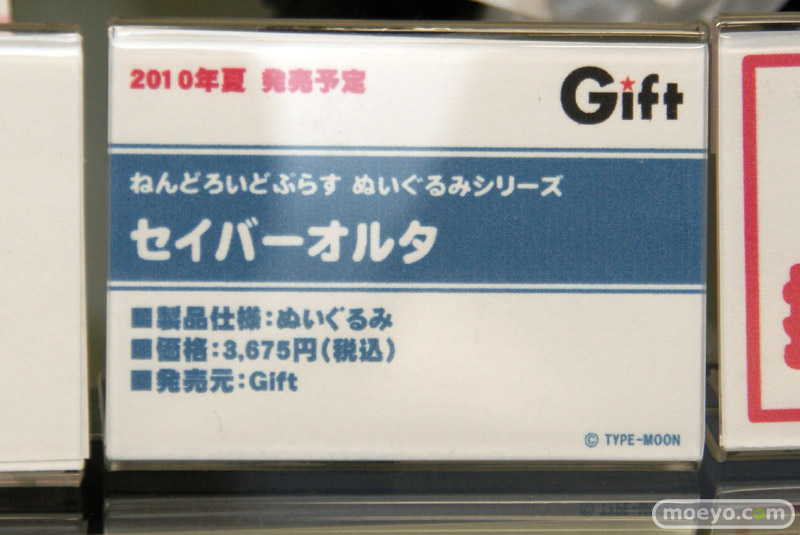 2010年夏 発売予定
Gift
ねんどろいどぷらす ぬいぐるみシリーズ
セイバーオルタ
■製品仕様：ぬいぐるみ
■価格：3,675円(税込)
■発売元：Gift
© TYPE-MOON
moeyo.com